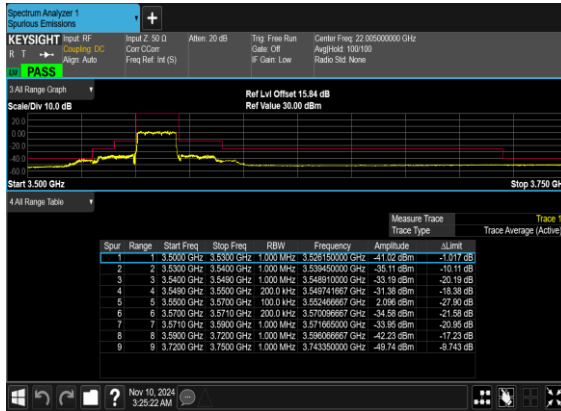 Spectrum Analyzer 1
Spurious Emissions
+
KEYSIGHT Input: RF Input Z: 50 Ω Atten: 20 dB Trig: Free Run Center Freq: 22.005000000 GHz
R T Coupling: DC Corr CCorr Gate: Off Avg|Hold: 100/100
Align: Auto Freq Ref: Int (S) IF Gain: Low Radio Std: None
PASS
3 All Range Graph
Ref Lvl Offset 15.84 dB
Scale/Div 10.0 dB Ref Value 30.00 dBm
20.0
0.00
-20.0
-40.0
-60.0
Start 3.500 GHz Stop 3.750 GH
4 All Range Table
Measure Trace Trace 1
Trace Type Trace Average (Active)
Spur Range Start Freq Stop Freq RBW Frequency Amplitude ΔLimit
1 1 3.5000 GHz 3.5300 GHz 1.000 MHz 3.526150000 GHz -41.02 dBm -1.017 dB
2 2 3.5300 GHz 3.5400 GHz 1.000 MHz 3.539450000 GHz -35.11 dBm -10.11 dB
3 3 3.5400 GHz 3.5490 GHz 1.000 MHz 3.548910000 GHz -33.19 dBm -20.19 dB
4 4 3.5490 GHz 3.5500 GHz 200.0 kHz 3.549741667 GHz -31.38 dBm -18.38 dB
5 5 3.5500 GHz 3.5700 GHz 100.0 kHz 3.552466667 GHz 2.096 dBm -27.90 dB
6 6 3.5700 GHz 3.5710 GHz 200.0 kHz 3.570096667 GHz -34.58 dBm -21.58 dB
7 7 3.5710 GHz 3.5900 GHz 1.000 MHz 3.571665000 GHz -33.95 dBm -20.95 dB
8 8 3.5900 GHz 3.7200 GHz 1.000 MHz 3.596066667 GHz -42.23 dBm -17.23 dB
9 9 3.7200 GHz 3.7500 GHz 1.000 MHz 3.743350000 GHz -49.74 dBm -9.743 dB
?
Nov 10, 2024
3:25:22 AM